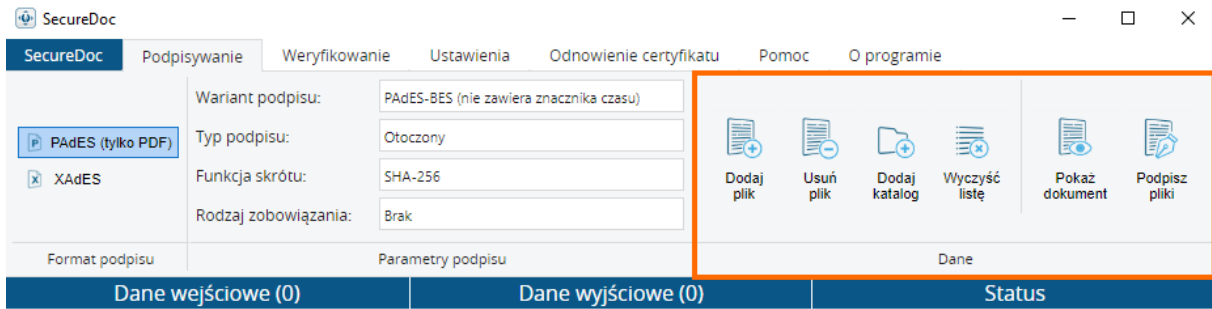 SecureDoc
SecureDoc Podpisywanie Weryfikowanie Ustawienia Odnowienie certyfikatu Pomoc O programie
PAdES (tylko PDF)
XAdES
Format podpisu
Wariant podpisu: PAdES-BES (nie zawiera znacznika czasu)
Typ podpisu: Otoczony
Funkcja skrótu: SHA-256
Rodzaj zobowiązania: Brak
Parametry podpisu
Dodaj
plik
Usuń
plik
Dodaj
katalog
Wyczyść
listę
Pokaż
dokument
Podpisz
pliki
Dane
Dane wejściowe (0) Dane wyjściowe (0) Status